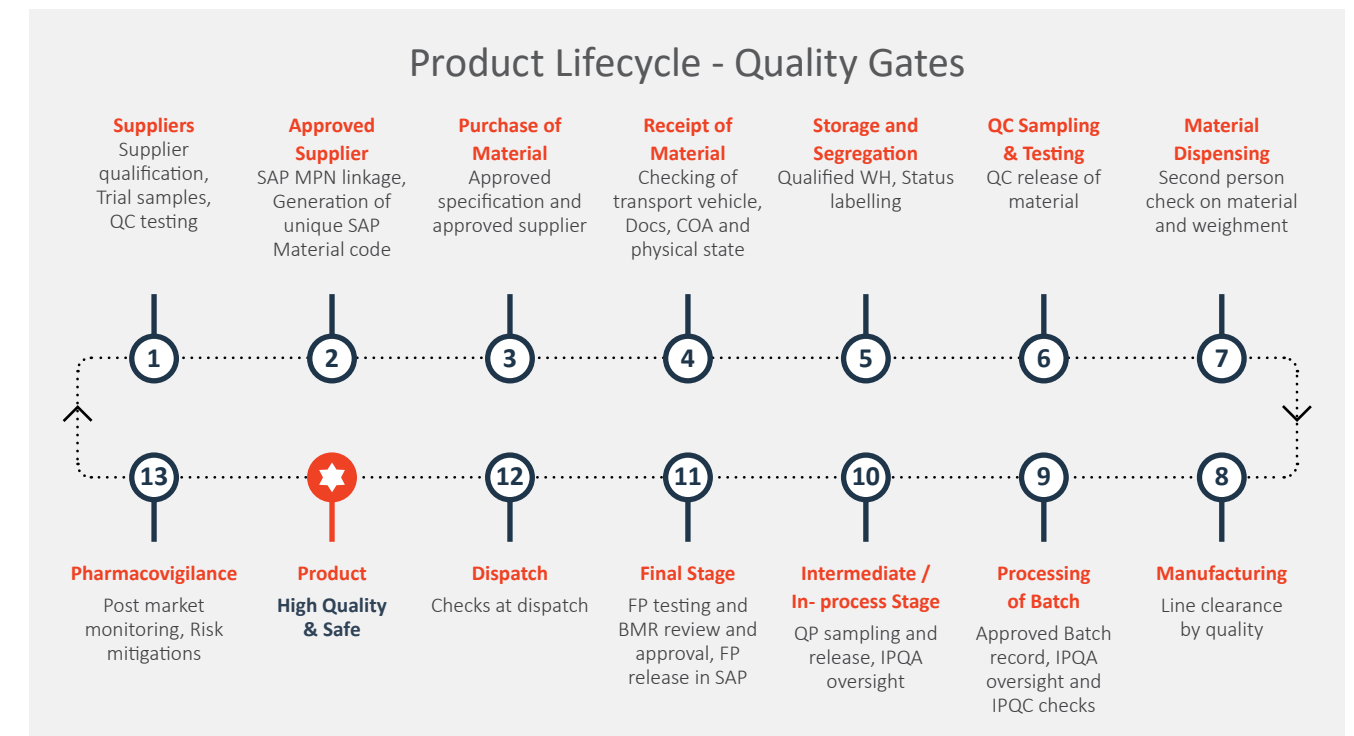 Product Lifecycle - Quality Gates
Suppliers
Supplier
qualification,
Trial samples,
QC testing
Approved
Supplier
SAP MPN linkage,
Generation of
unique SAP
Material code
Purchase of
Material
Approved
specification and
approved supplier
Receipt of
Material
Checking of
transport vehicle,
Docs, COA and
physical state
Storage and
Segregation
Qualified WH, Status
labelling
QC Sampling
& Testing
QC release of
material
Material
Dispensing
Second person
check on material
and weighment
1
2
3
4
5
6
7
13
12
11
10
9
8
Pharmacovigilance
Post market
monitoring, Risk
mitigations
Product
High Quality
& Safe
Dispatch
Checks at dispatch
Final Stage
FP testing and
BMR review and
approval, FP
release in SAP
Intermediate /
In- process Stage
QP sampling and
release, IPQA
oversight
Processing
of Batch
Approved Batch
record, IPQA
oversight and
IPQC checks
Manufacturing
Line clearance
by quality